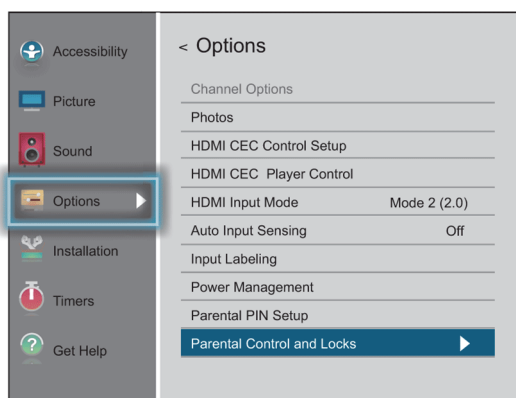 Accessibility
Picture
Sound
Options
Installation
Timers
Get Help
< Options
Channel Options
Photos
HDMI CEC Control Setup
HDMI CEC Player Control
HDMI Input Mode Mode 2 (2.0)
Auto Input Sensing Off
Input Labeling
Power Management
Parental PIN Setup
Parental Control and Locks